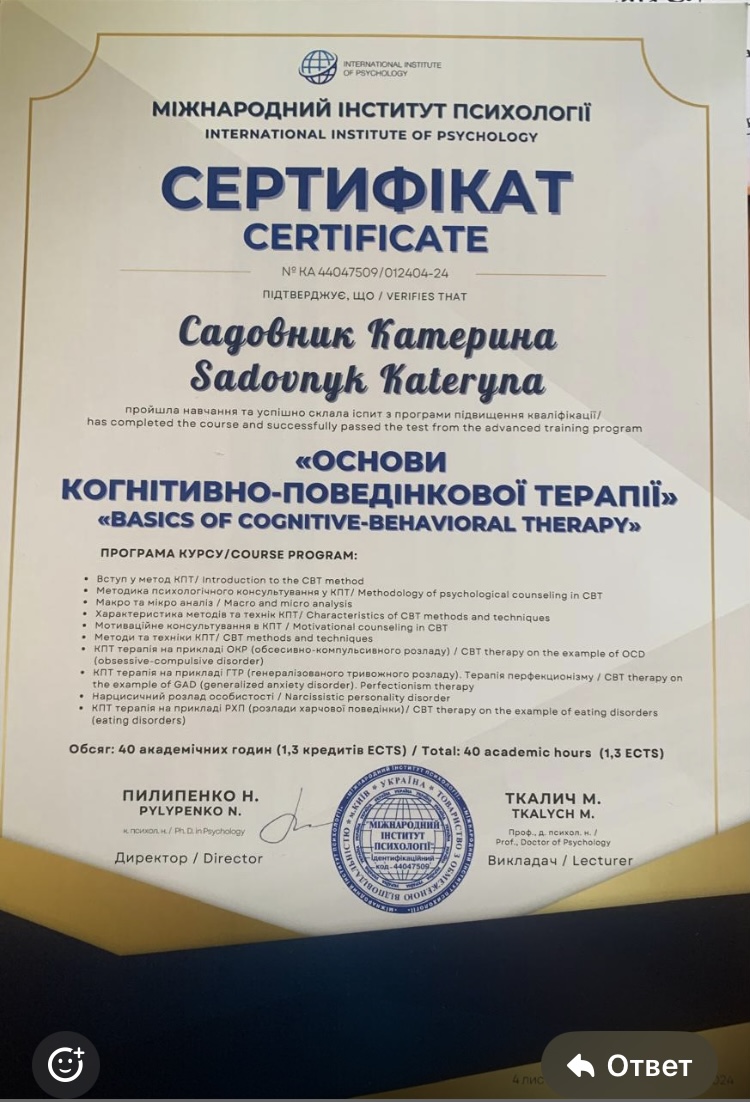 INTERNATIONAL INSTITUTE
OF PSYCHOLOGY
МІЖНАРОДНИЙ ІНСТИТУТ ПСИХОЛОГІЇ
INTERNATIONAL INSTITUTE OF PSYCHOLOGY
СЕРТИФІКАТ
CERTIFICATE
№ КА 44047509/012404-24
ПІДТВЕРДЖУЄ, ЩО / VERIFIES THAT
Садовник Катерина
Sadovnyk Kateryna
пройшла навчання та успішно склала іспит з програми підвищення кваліфікації/
has completed the course and successfully passed the test from the advanced training program
«ОСНОВИ
КОГНІТИВНО-ПОВЕДІНКОВОЇ ТЕРАПІЇ»
«BASICS OF COGNITIVE-BEHAVIORAL THERAPY»
ПРОГРАМА КУРСУ/COURSE PROGRAM:
• Вступ у метод КПТ/ Introduction to the CBT method
• Методика психологічного консультування у КПТ/ Methodology of psychological counseling in CBT
• Макро та мікро аналіз / Macro and micro analysis
• Характеристика методів та технік КПТ/ Characteristics of CBT methods and techniques
• Мотиваційне консультування в КПТ / Motivational counseling in CBT
• Методи та техніки КПТ/ CBT methods and techniques
• КПТ терапія на прикладі ОКР (обсесивно-компульсивного розладу) / CBT therapy on the example of OCD
(obsessive-compulsive disorder)
• КПТ терапія на прикладі ГТР (генералізованого тривожного розладу). Терапія перфекціонізму / CBT therapy on
the example of GAD (generalized anxiety disorder). Perfectionism therapy
• Нарцисичний розлад особистості / Narcissistic personality disorder
• КПТ терапія на прикладі РХП (розлади харчової поведінки)/ CBT therapy on the example of eating disorders
(eating disorders)
Обсяг: 40 академічних годин (1,3 кредитів ECTS) / Total: 40 academic hours (1,3 ECTS)
ПИЛИПЕНКО Н.
PYLYPENKO N.
к. психол. н./ Ph.D. in Psychology
Директор / Director
УКРАЇНА * ТОВАРИСТВО З ОБМЕЖЕНОЮ ВІДПОВІДАЛЬНІСТЮ * м.КИЇВ *
МІЖНАРОДНИЙ
ІНСТИТУТ
ПСИХОЛОГІЇ
Ідентифікаційний
код - 44047509
ТКАЛИЧ М.
TKALYCH M.
Проф., д. психол. н. /
Prof., Doctor of Psychology
Викладач / Lecturer
Ответ